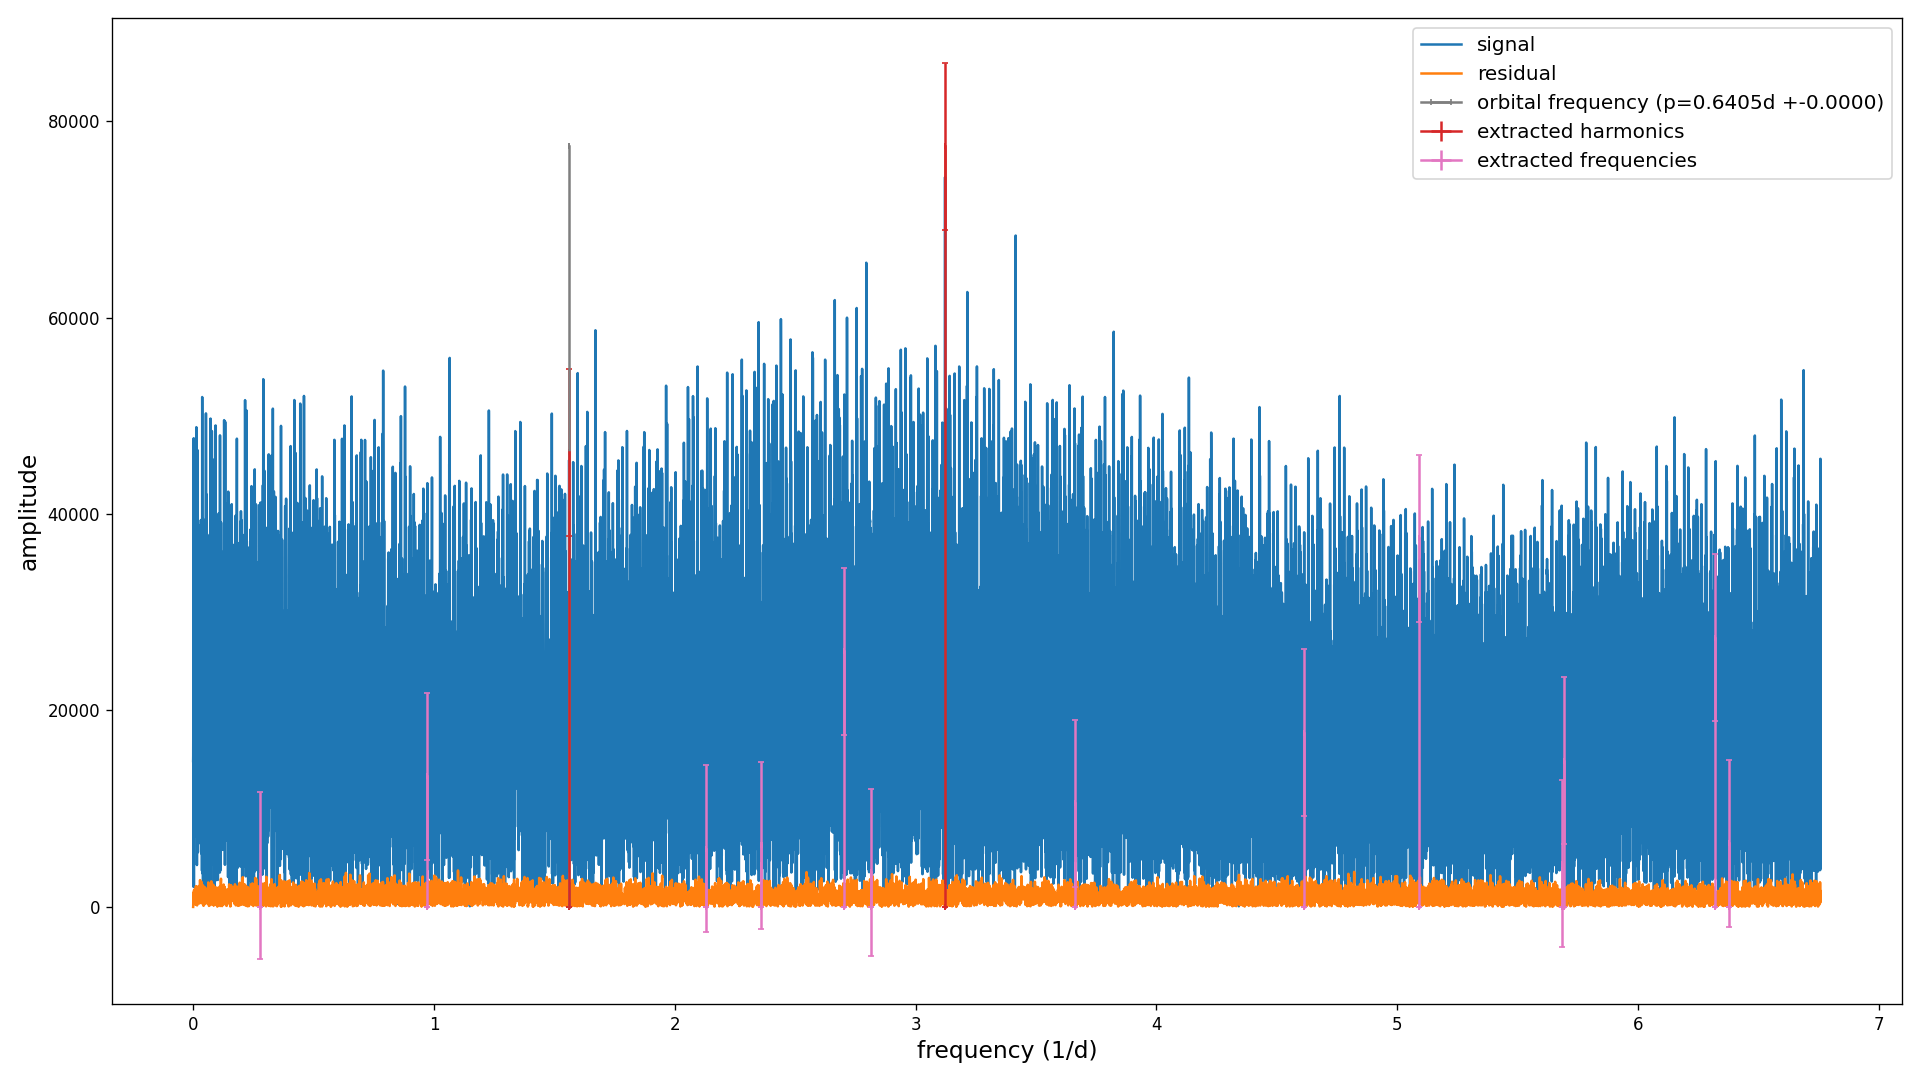 signal
residual
orbital frequency (p=0.6405d +-0.0000)
extracted harmonics
extracted frequencies
80000
60000
40000
20000
0
amplitude
0 1 2 3 4 5 6 7
frequency (1/d)